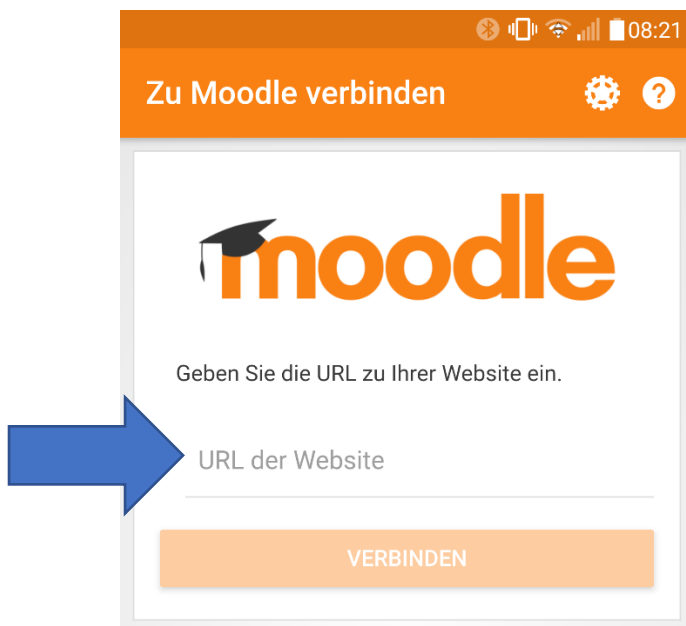 08:21
Zu Moodle verbinden
moodle
Geben Sie die URL zu Ihrer Website ein.
URL der Website
VERBINDEN